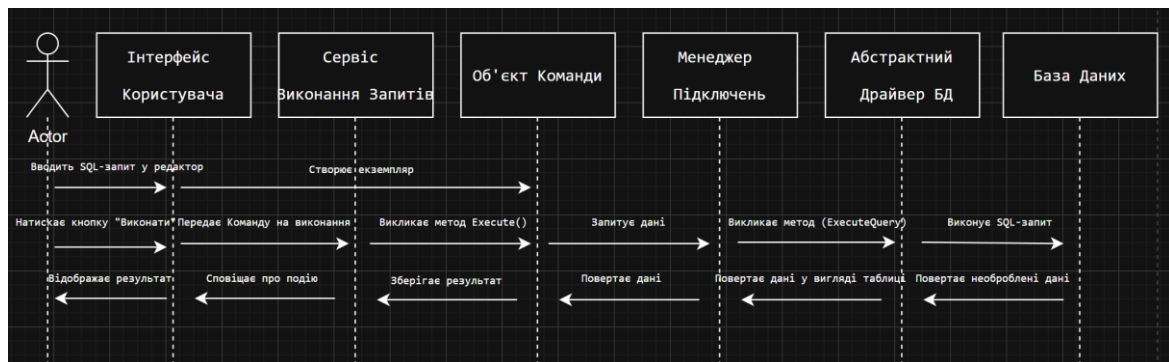 Інтерфейс
Користувача
Сервіс
Виконання Запитів
Об'єкт Команди
Менеджер
Підключень
Абстрактний
Драйвер БД
База Даних
Actor
Вводить SQL-запит у редактор
Створює екземпляр
Натискає кнопку "Виконати"
Передає Команду на виконання
Викликає метод Execute()
Запитує дані
Викликає метод (ExecuteQuery)
Виконує SQL-запит
Відображає результат
Сповіщає про подію
Зберігає результат
Повертає дані
Повертає дані у вигляді таблиці
Повертає необроблені дані